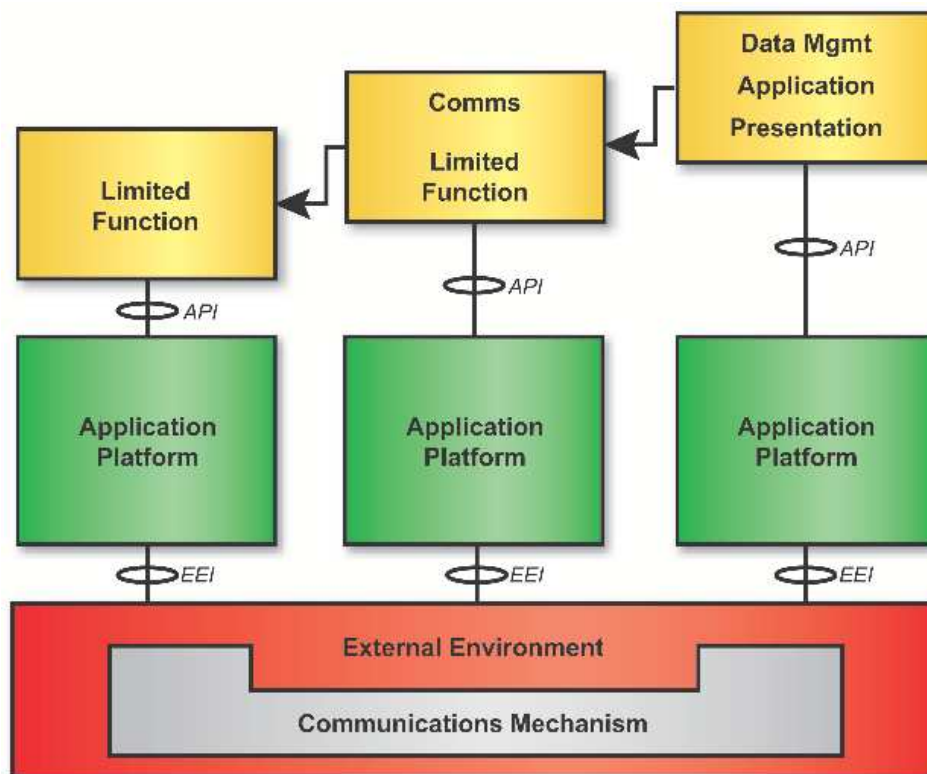 Data Mgmt
Application
Presentation
Comms
Limited
Function
Limited
Function
API
API
API
Application
Platform
Application
Platform
Application
Platform
EEI
EEI
EEI
External Environment
Communications Mechanism